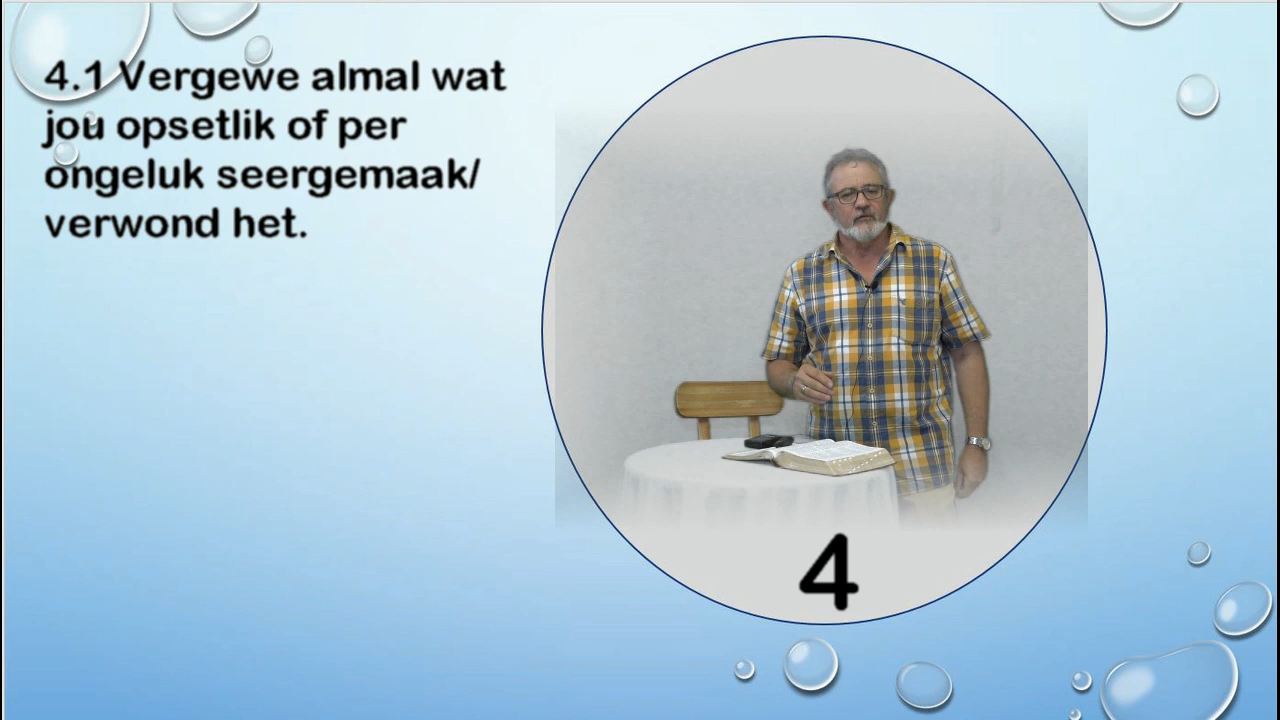 4.1 Vergewe almal wat
jou opsetlik of per
ongeluk seergemaak/
verwond het.
4